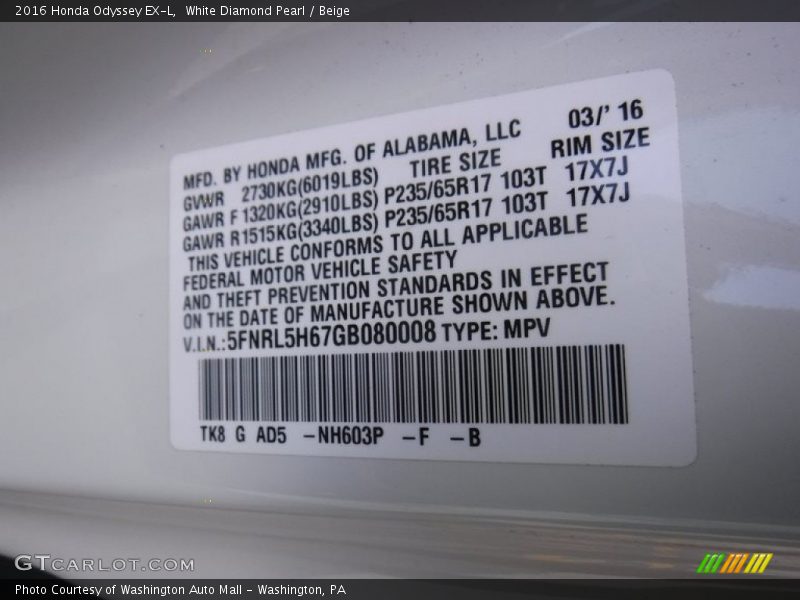 2016 Honda Odyssey EX-L, White Diamond Pearl / Beige
MFD. BY HONDA MFG. OF ALABAMA, LLC 03/' 16
GVWR 2730KG(6019LBS) TIRE SIZE RIM SIZE
GAWR F 1320KG(2910LBS) P235/65R17 103T 17X7J
GAWR R 1515KG(3340LBS) P235/65R17 103T 17X7J
THIS VEHICLE CONFORMS TO ALL APPLICABLE
FEDERAL MOTOR VEHICLE SAFETY
AND THEFT PREVENTION STANDARDS IN EFFECT
ON THE DATE OF MANUFACTURE SHOWN ABOVE.
V.I.N.:5FNRL5H67GB080008 TYPE: MPV
TK8 G AD5 -NH603P -F -B
GTCARLOT.COM
Photo Courtesy of Washington Auto Mall - Washington, PA